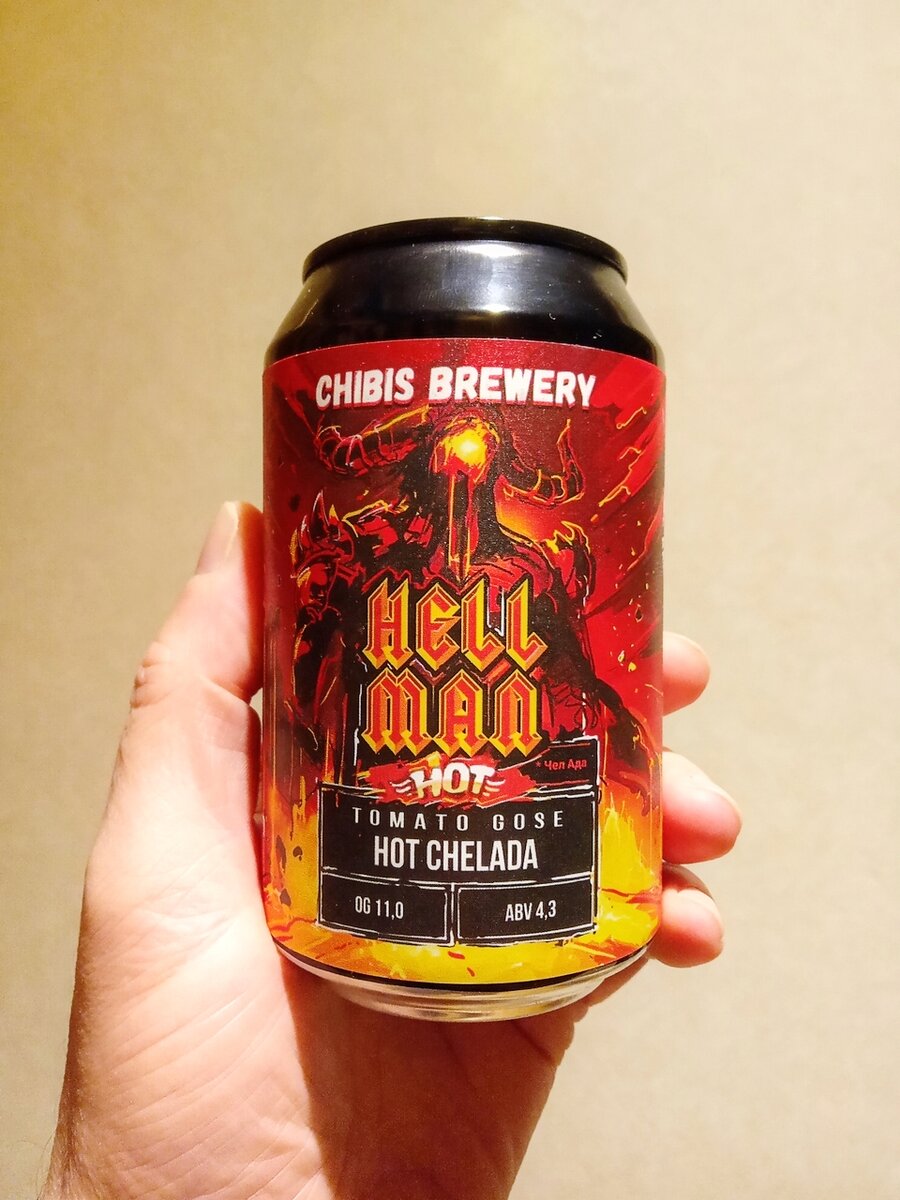 CHIBIS BREWERY
HELL
MAN
HOT
* Чел Ада
TOMATO GOSE
HOT CHELADA
OG 11,0
ABV 4,3